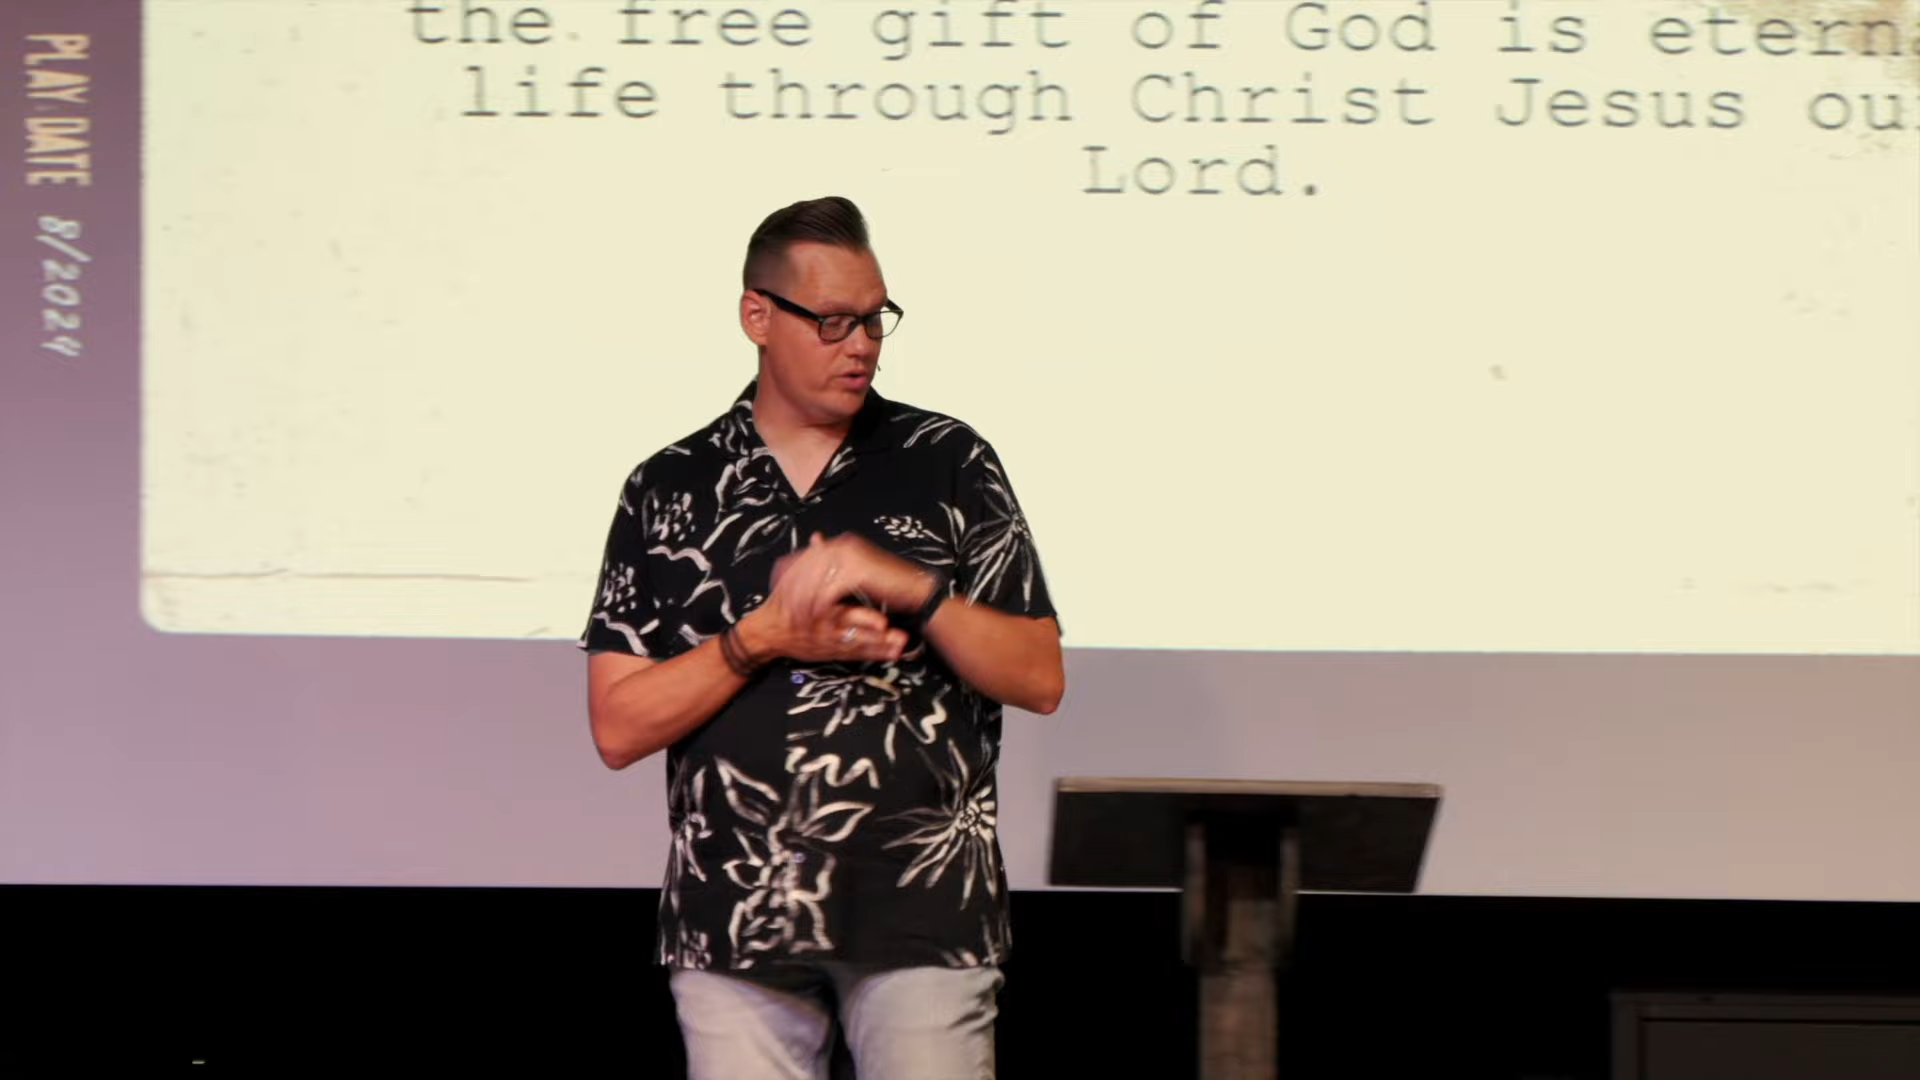 the free gift of God is etern
life through Christ Jesus ou
Lord.
PLAY DATE 8/2024